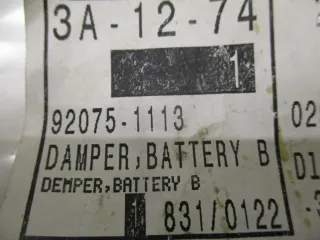 3A-12-74
1
92075-1113
02
DAMPER,BATTERY B
D1
DEMPER,BATTERY B
1 831/0122